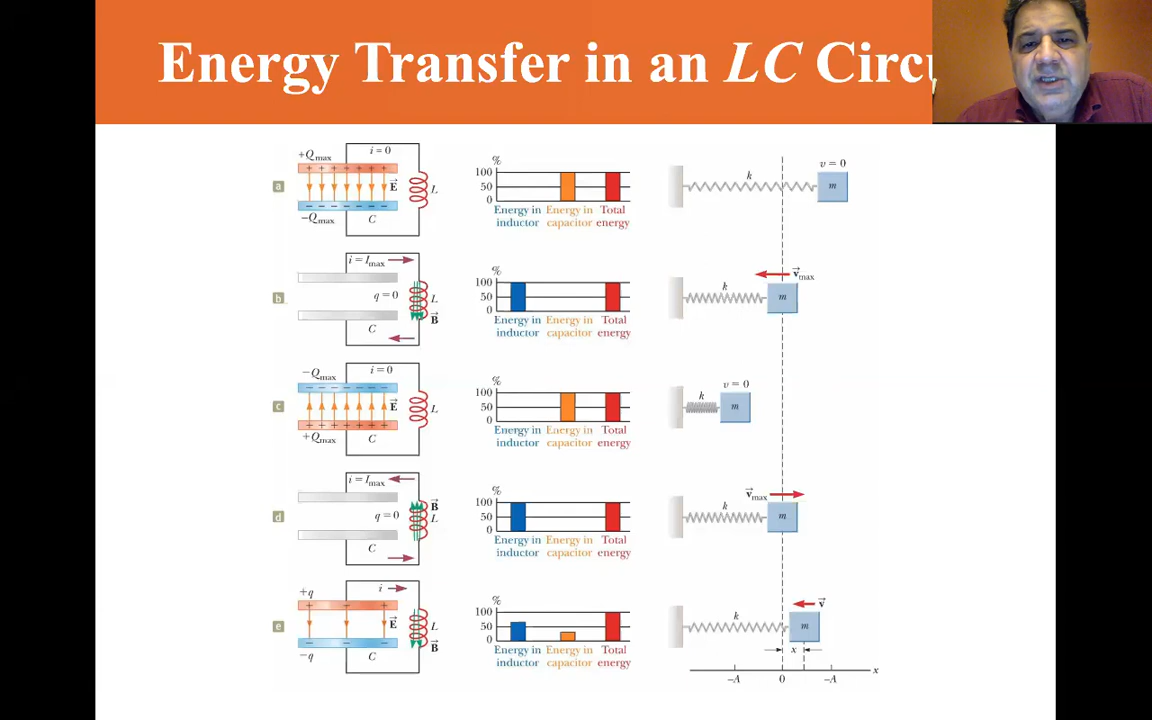 Energy Transfer in an LC Circu
a
+Qmax
i = 0
E
L
−Qmax
C
%
100
50
0
Energy in inductor
Energy in capacitor
Total energy
k
v = 0
m
b
i = Imax
q = 0
L
C
B
%
100
50
0
Energy in inductor
Energy in capacitor
Total energy
vmax
k
m
c
−Qmax
i = 0
E
L
+Qmax
C
%
100
50
0
Energy in inductor
Energy in capacitor
Total energy
v = 0
k
m
d
i = Imax
B
q = 0
L
C
%
100
50
0
Energy in inductor
Energy in capacitor
Total energy
vmax
k
m
e
+q
i
E
L
−q
C
B
%
100
50
0
Energy in inductor
Energy in capacitor
Total energy
v
k
m
x
−A
0
−A
x